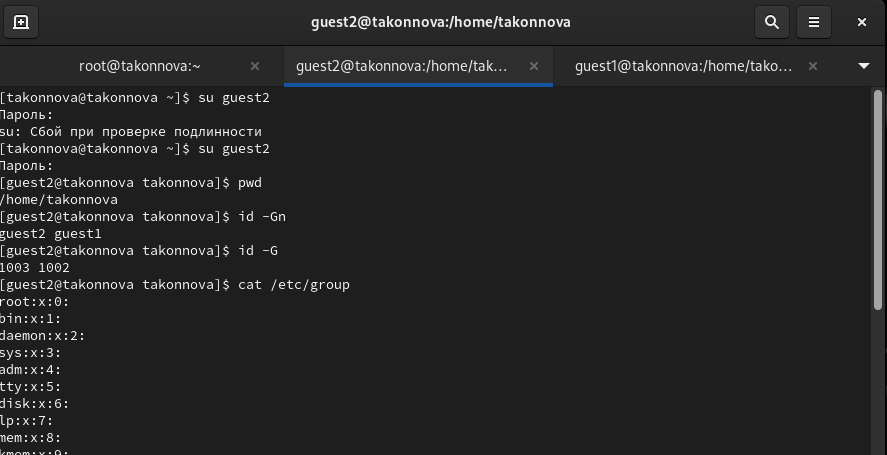 guest2@takonnova:/home/takonnova
root@takonnova:~
guest2@takonnova:/home/tak...
guest1@takonnova:/home/tako...
[takonnova@takonnova ~]$ su guest2
Пароль:
su: Сбой при проверке подлинности
[takonnova@takonnova ~]$ su guest2
Пароль:
[guest2@takonnova takonnova]$ pwd
/home/takonnova
[guest2@takonnova takonnova]$ id -Gn
guest2 guest1
[guest2@takonnova takonnova]$ id -G
1003 1002
[guest2@takonnova takonnova]$ cat /etc/group
root:x:0:
bin:x:1:
daemon:x:2:
sys:x:3:
adm:x:4:
tty:x:5:
disk:x:6:
lp:x:7:
mem:x:8:
kmem:x:9: